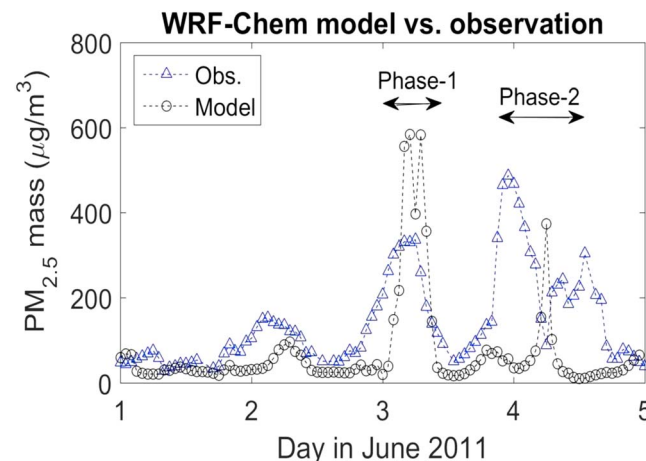 WRF-Chem model vs. observation
800
600
400
200
0
PM2.5 mass (μg/m3)
Obs.
Model
Phase-1
Phase-2
1
2
3
4
5
Day in June 2011